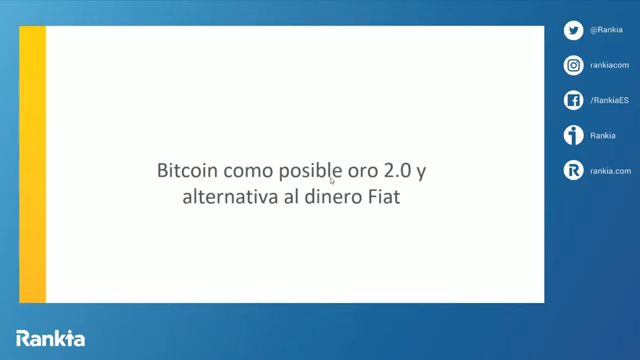 Bitcoin como posible oro 2.0 y
alternativa al dinero Fiat
@Rankia
rankiacom
/RankiaES
Rankia
rankia.com
Rankia